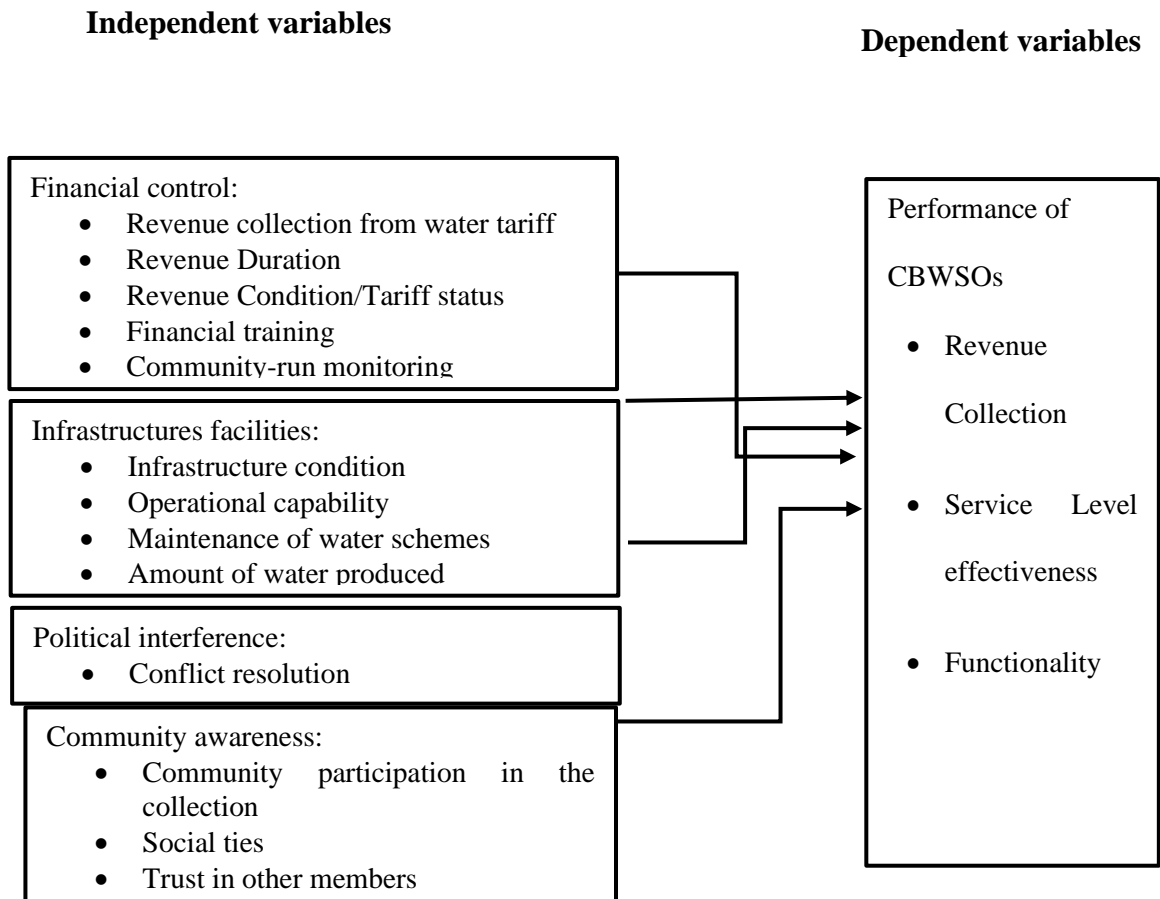 Independent variables
Dependent variables
Financial control:
• Revenue collection from water tariff
• Revenue Duration
• Revenue Condition/Tariff status
• Financial training
• Community-run monitoring
Infrastructures facilities:
• Infrastructure condition
• Operational capability
• Maintenance of water schemes
• Amount of water produced
Political interference:
• Conflict resolution
Community awareness:
• Community participation in the
collection
• Social ties
• Trust in other members
Performance of
CBWSOs
• Revenue
Collection
• Service Level
effectiveness
• Functionality